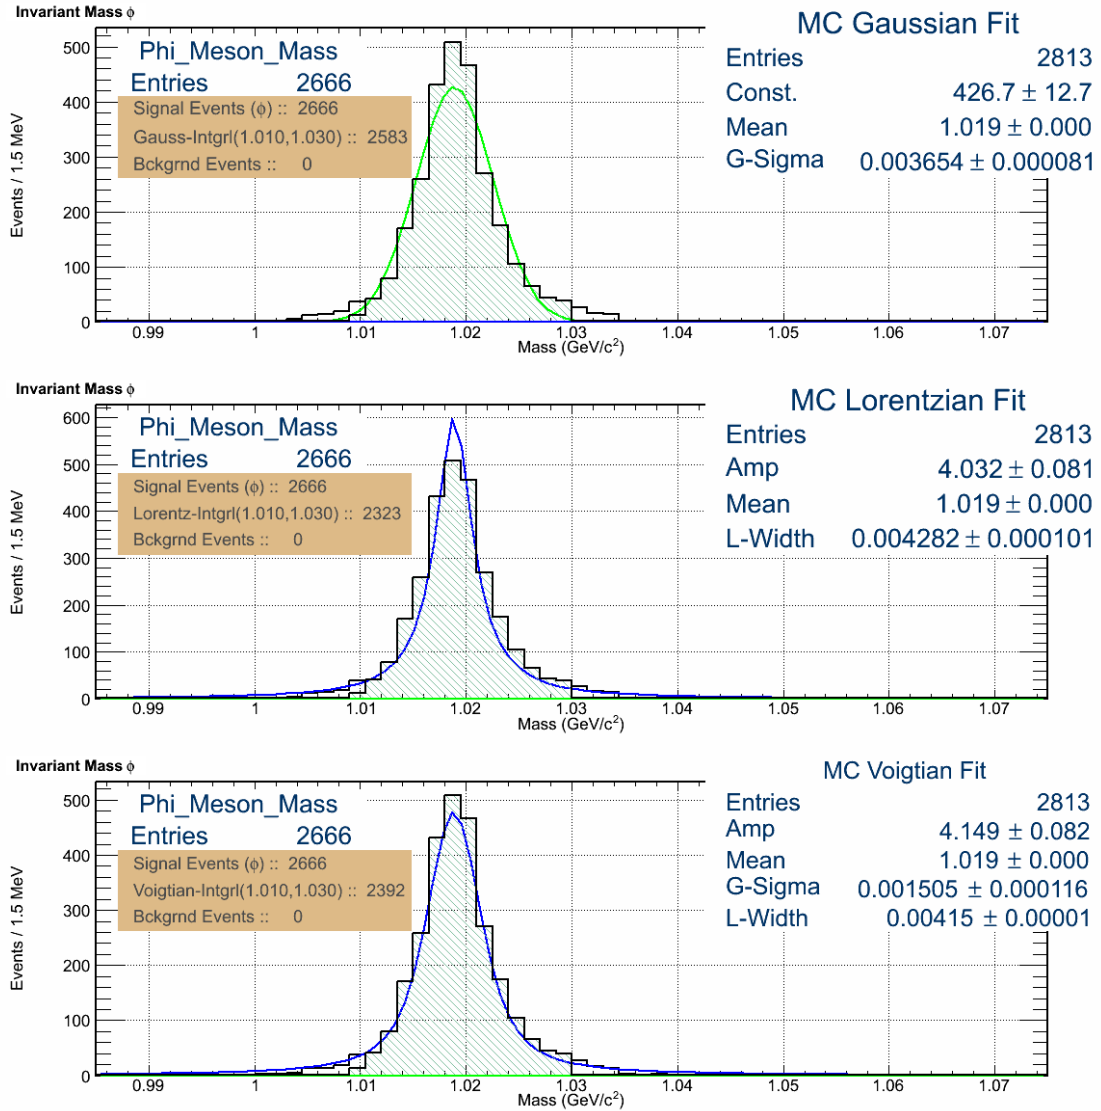 Invariant Mass ϕ
MC Gaussian Fit
Phi_Meson_Mass
Entries 2666
Signal Events (ϕ) :: 2666
Gauss-Intgrl(1.010,1.030) :: 2583
Bckgrnd Events :: 0
Entries 2813
Const. 426.7 ± 12.7
Mean 1.019 ± 0.000
G-Sigma 0.003654 ± 0.000081
Events / 1.5 MeV
500
400
300
200
100
0
0.99 1 1.01 1.02 1.03 1.04 1.05 1.06 1.07
Mass (GeV/c²)
Invariant Mass ϕ
MC Lorentzian Fit
Phi_Meson_Mass
Entries 2666
Signal Events (ϕ) :: 2666
Lorentz-Intgrl(1.010,1.030) :: 2323
Bckgrnd Events :: 0
Entries 2813
Amp 4.032 ± 0.081
Mean 1.019 ± 0.000
L-Width 0.004282 ± 0.000101
Events / 1.5 MeV
600
500
400
300
200
100
0
0.99 1 1.01 1.02 1.03 1.04 1.05 1.06 1.07
Mass (GeV/c²)
Invariant Mass ϕ
MC Voigtian Fit
Phi_Meson_Mass
Entries 2666
Signal Events (ϕ) :: 2666
Voigtian-Intgrl(1.010,1.030) :: 2392
Bckgrnd Events :: 0
Entries 2813
Amp 4.149 ± 0.082
Mean 1.019 ± 0.000
G-Sigma 0.001505 ± 0.000116
L-Width 0.00415 ± 0.00001
Events / 1.5 MeV
500
400
300
200
100
0
0.99 1 1.01 1.02 1.03 1.04 1.05 1.06 1.07
Mass (GeV/c²)